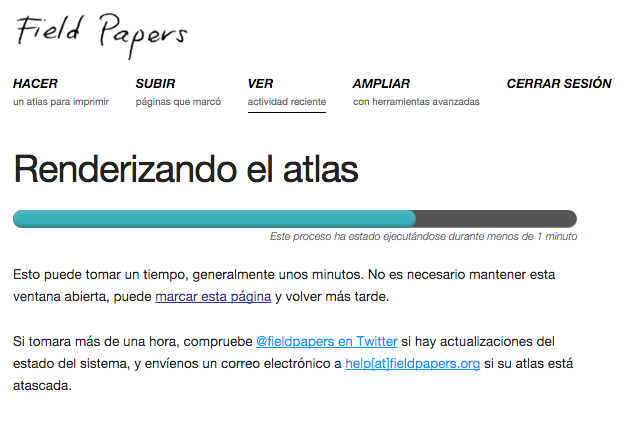 Field Papers
HACER SUBIR VER AMPLIAR CERRAR SESIÓN
un atlas para imprimir páginas que marcó actividad reciente con herramientas avanzadas
Renderizando el atlas
Este proceso ha estado ejecutándose durante menos de 1 minuto
Esto puede tomar un tiempo, generalmente unos minutos. No es necesario mantener esta
ventana abierta, puede marcar esta página y volver más tarde.
Si tomara más de una hora, compruebe @fieldpapers en Twitter si hay actualizaciones del
estado del sistema, y envíenos un correo electrónico a help[at]fieldpapers.org si su atlas está
atascada.